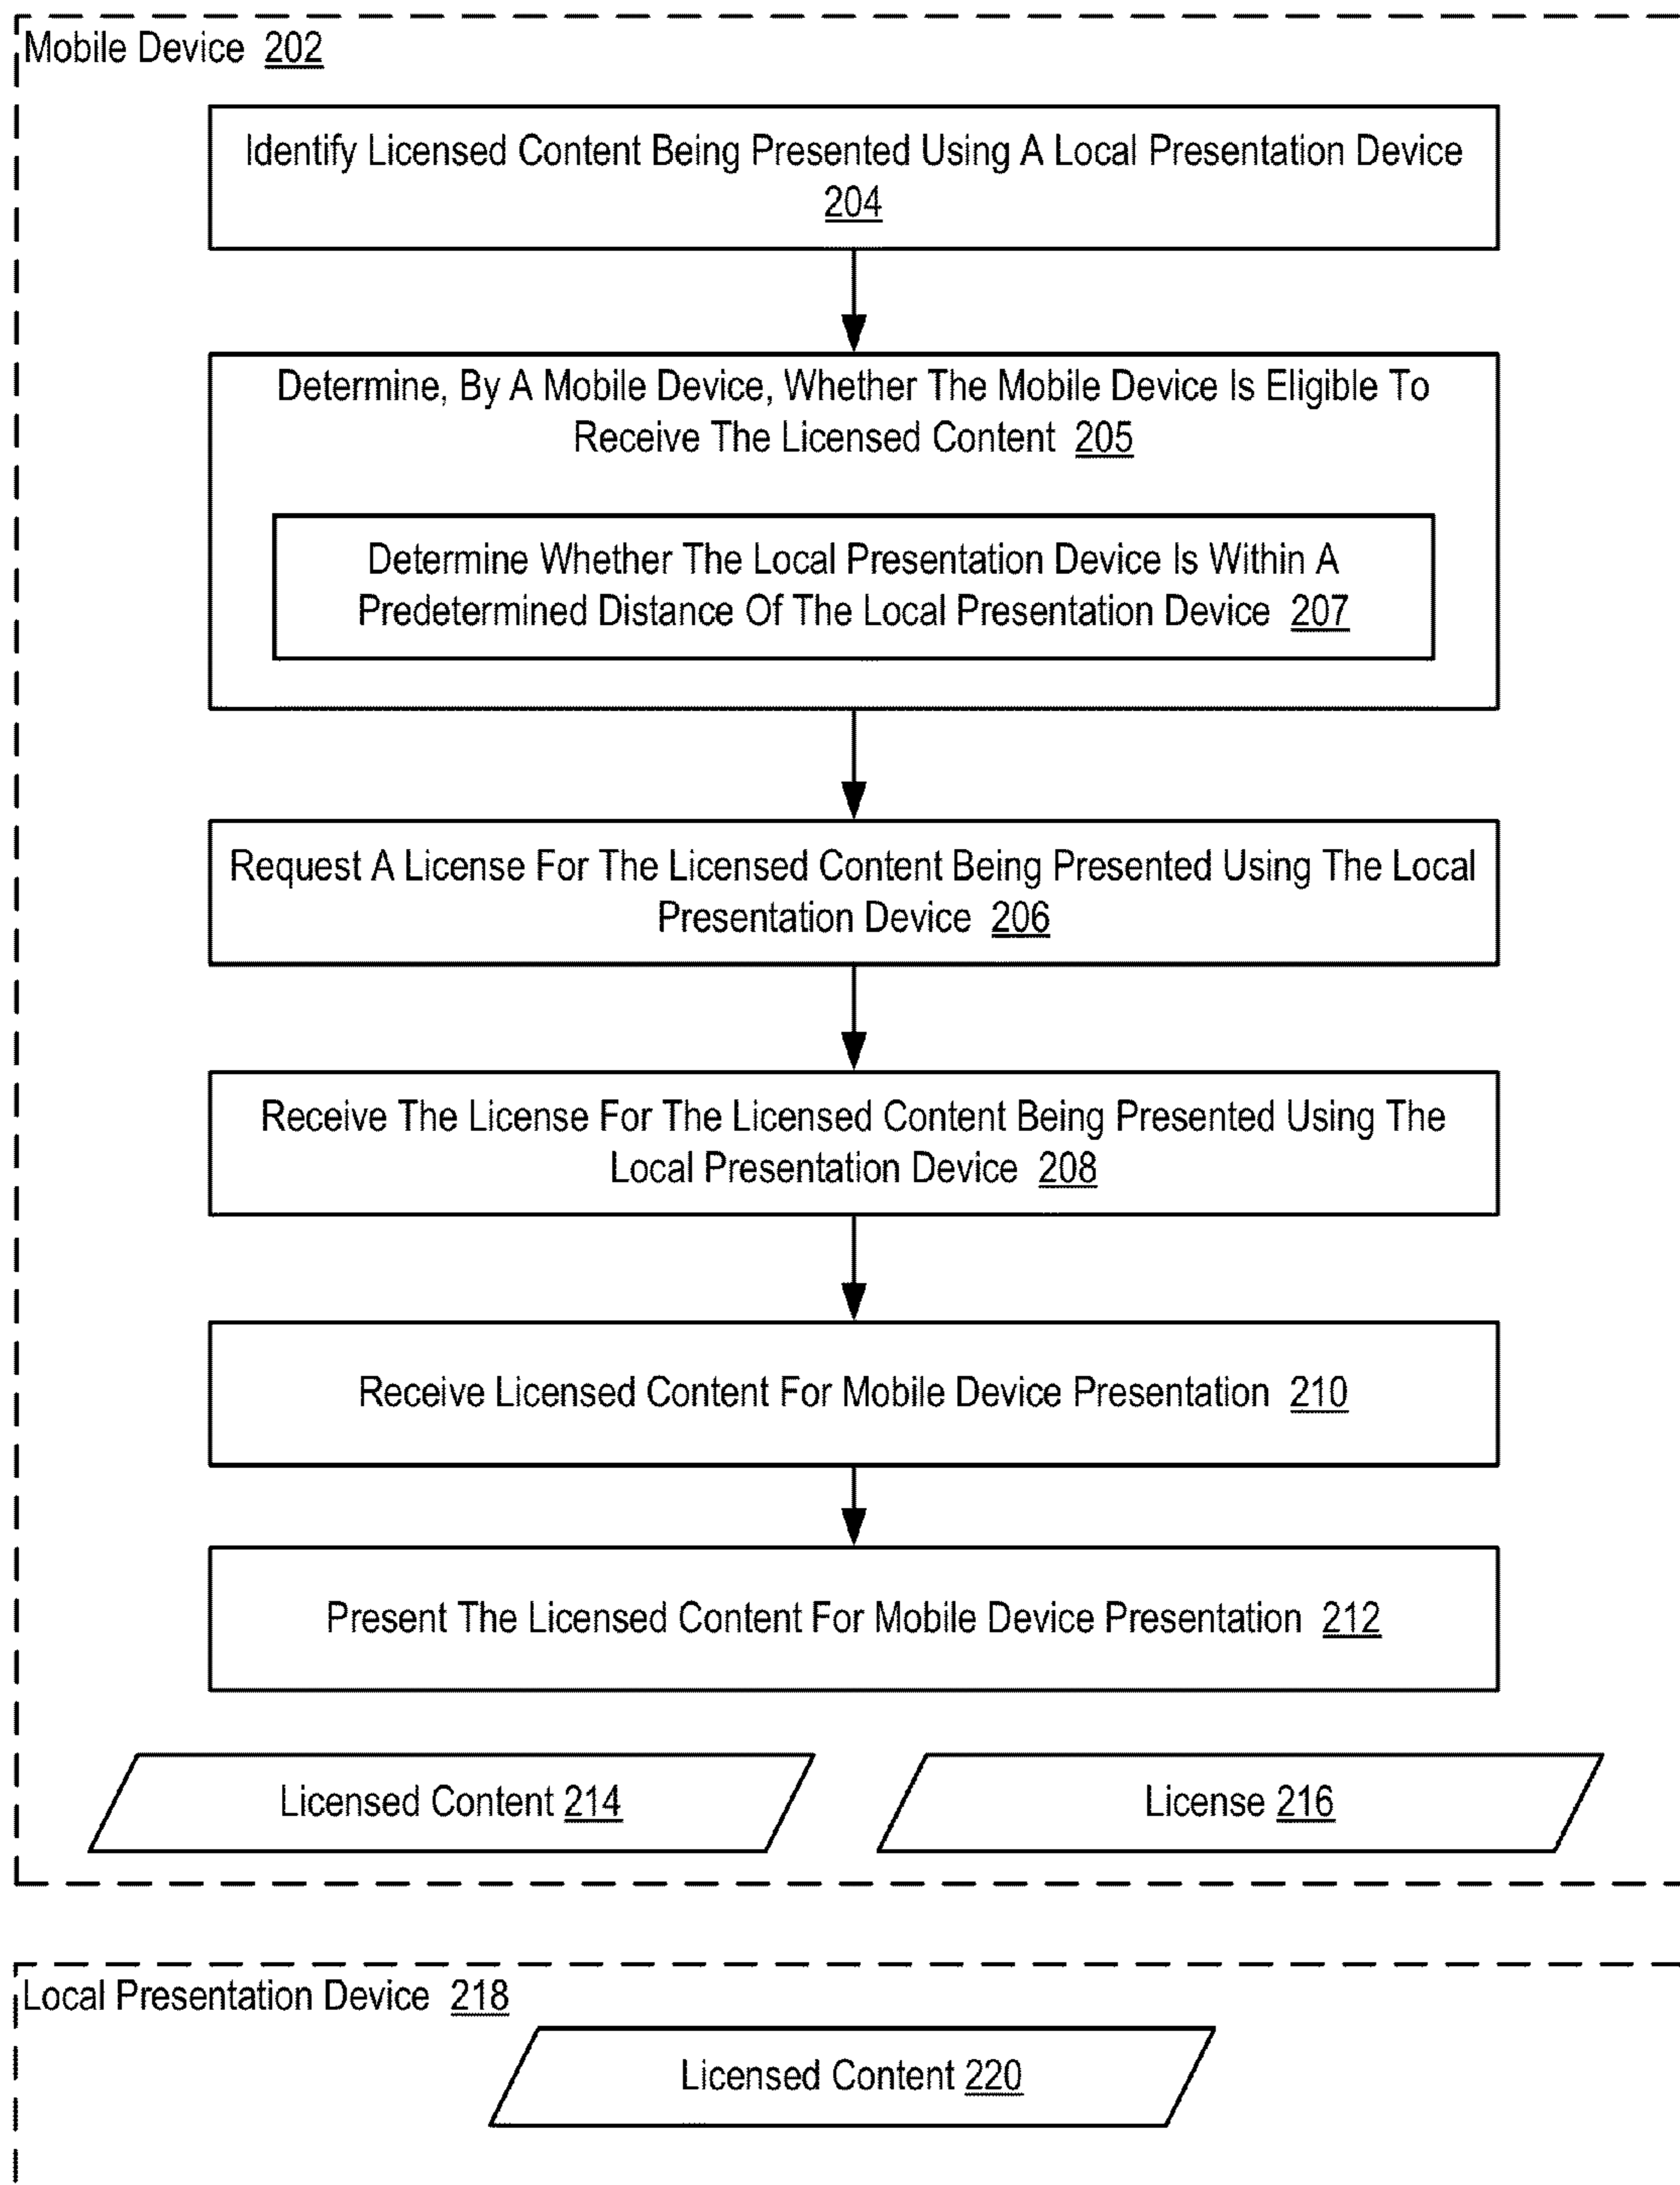 Mobile Device 202
Identify Licensed Content Being Presented Using A Local Presentation Device
204
Determine, By A Mobile Device, Whether The Mobile Device Is Eligible To
Receive The Licensed Content 205
Determine Whether The Local Presentation Device Is Within A
Predetermined Distance Of The Local Presentation Device 207
Request A License For The Licensed Content Being Presented Using The Local
Presentation Device 206
Receive The License For The Licensed Content Being Presented Using The
Local Presentation Device 208
Receive Licensed Content For Mobile Device Presentation 210
Present The Licensed Content For Mobile Device Presentation 212
Licensed Content 214
License 216
Local Presentation Device 218
Licensed Content 220